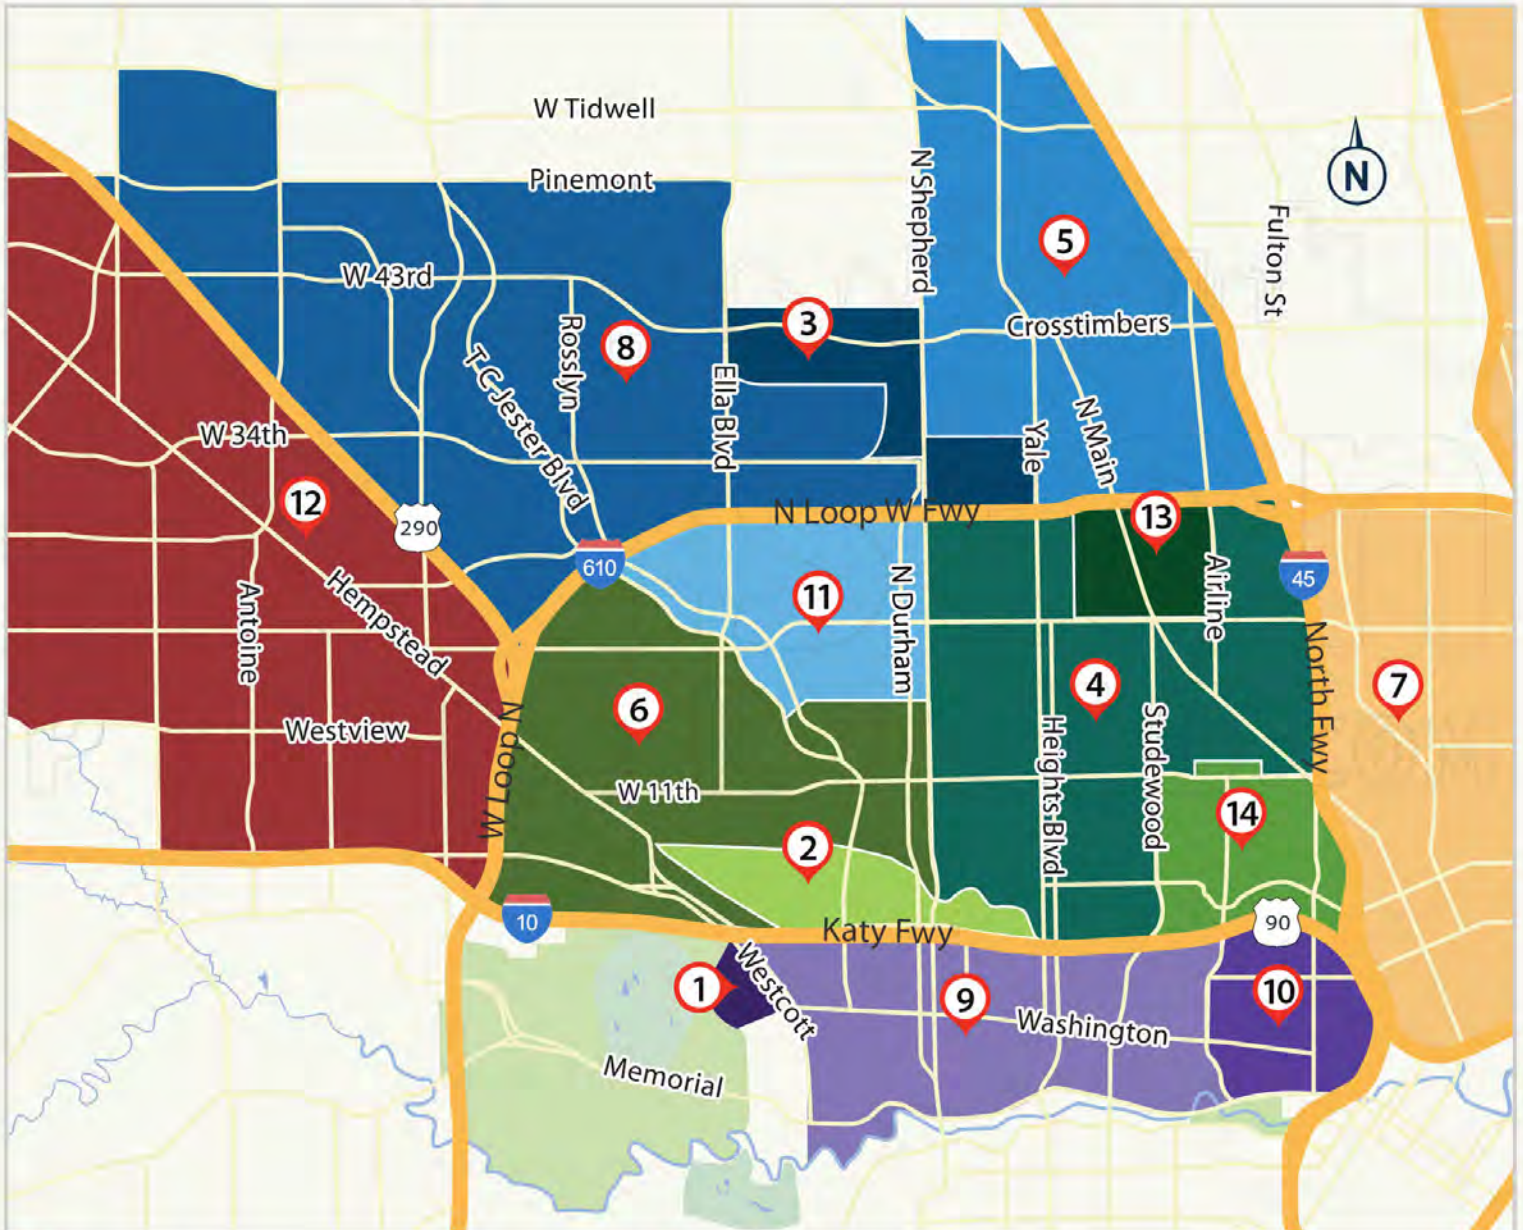 W Tidwell
Pinemont
N
N Shepherd
5
Fulton St
W 43rd
3
Crosstimbers
8
Rosslyn
T C Jester Blvd
Ella Blvd
Yale
N Main
W 34th
12
290
N Loop W Fwy
13
610
45
11
N Durham
Airline
Antoine
Hempstead
North Fwy
4
7
6
Westview
W Loop N
Heights Blvd
Studewood
W 11th
14
2
10
Katy Fwy
90
1
Westcott
9
10
Washington
Memorial